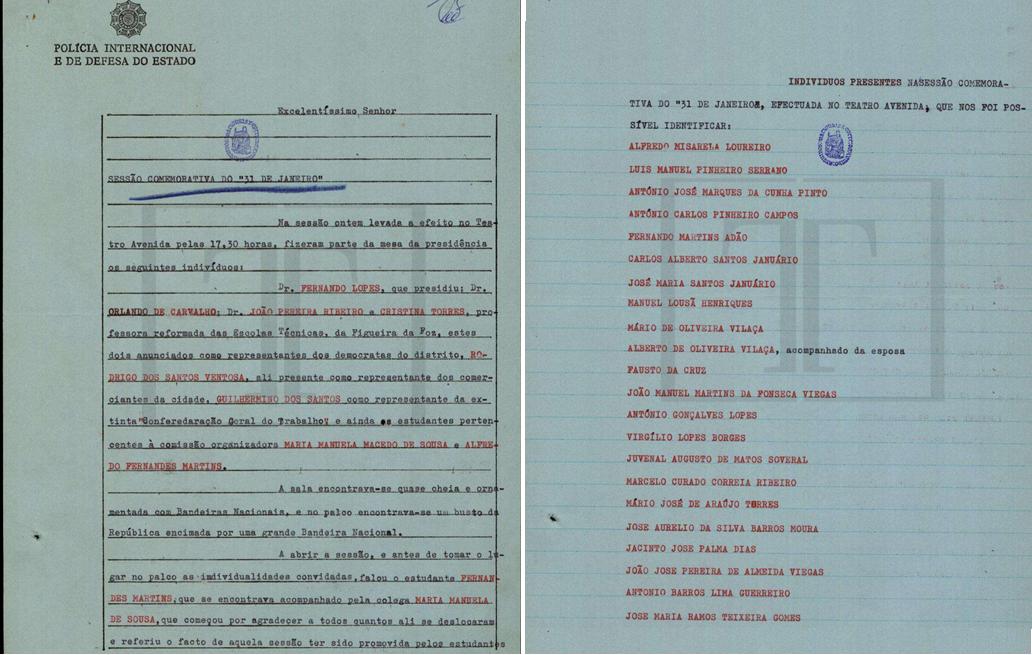 POLÍCIA INTERNACIONAL
E DE DEFESA DO ESTADO
Excelentíssimo Senhor
SESSÃO COMEMORATIVA DO "31 DE JANEIRO"
Na sessão ontem levada a efeito no Tea-
tro Avenida pelas 17,30 horas, fizeram parte da mesa da presidência
os seguintes indivíduos:
Dr. FERNANDO LOPES, que presidiu; Dr.
ORLANDO DE CARVALHO; Dr. JOÃO PEREIRA RIBEIRO e CRISTINA TORRES, pro-
fessora reformada das Escolas Técnicas, da Figueira da Foz, estes
dois anunciados como representantes dos democratas do distrito, RO-
DRIGO DOS SANTOS VENTOSA, ali presente como representante dos comer-
ciantes da cidade, GUILHERMINO DOS SANTOS como representante da ex-
tinta "Conferedaração Geral do Trabalho" e ainda os estudantes perten-
centes à comissão organizadora MARIA MANUELA MACEDO DE SOUSA e ALFRE-
DO FERNANDES MARTINS.
A sala encontrava-se quase cheia e orna-
mentada com Bandeiras Nacionais, e no palco encontrava-se um busto da
República encimada por uma grande Bandeira Nacional.
A abrir a sessão, e antes de tomar o lu-
gar no palco as individualidades convidadas, falou o estudante FERNAN-
DES MARTINS, que se encontrava acompanhado pela colega MARIA MANUELA
DE SOUSA, que começou por agradecer a todos quantos ali se deslocaram
e referiu o facto de aquela sessão ter sido promovida pelos estudantes
INDIVIDUOS PRESENTES NASESSÃO COMEMORA-
TIVA DO "31 DE JANEIRO", EFECTUADA NO TEATRO AVENIDA, QUE NOS FOI POS-
SÍVEL IDENTIFICAR:
ALFREDO MISARELA LOUREIRO
LUIS MANUEL PINHEIRO SERRANO
ANTÓNIO JOSÉ MARQUES DA CUNHA PINTO
ANTÓNIO CARLOS PINHEIRO CAMPOS
FERNANDO MARTINS ADÃO
CARLOS ALBERTO SANTOS JANUÁRIO
JOSÉ MARIA SANTOS JANUÁRIO
MANUEL LOUSÃ HENRIQUES
MÁRIO DE OLIVEIRA VILAÇA
ALBERTO DE OLIVEIRA VILAÇA, acompanhado da esposa
FAUSTO DA CRUZ
JOÃO MANUEL MARTINS DA FONSECA VIEGAS
ANTÓNIO GONÇALVES LOPES
VIRGÍLIO LOPES BORGES
JUVENAL AUGUSTO DE MATOS SOVERAL
MARCELO CURADO CORREIA RIBEIRO
MÁRIO JOSÉ DE ARAÚJO TORRES
JOSE AURELIO DA SILVA BARROS MOURA
JACINTO JOSE PALMA DIAS
JOÃO JOSE PEREIRA DE ALMEIDA VIEGAS
ANTONIO BARROS LIMA GUERREIRO
JOSE MARIA RAMOS TEIXEIRA GOMES